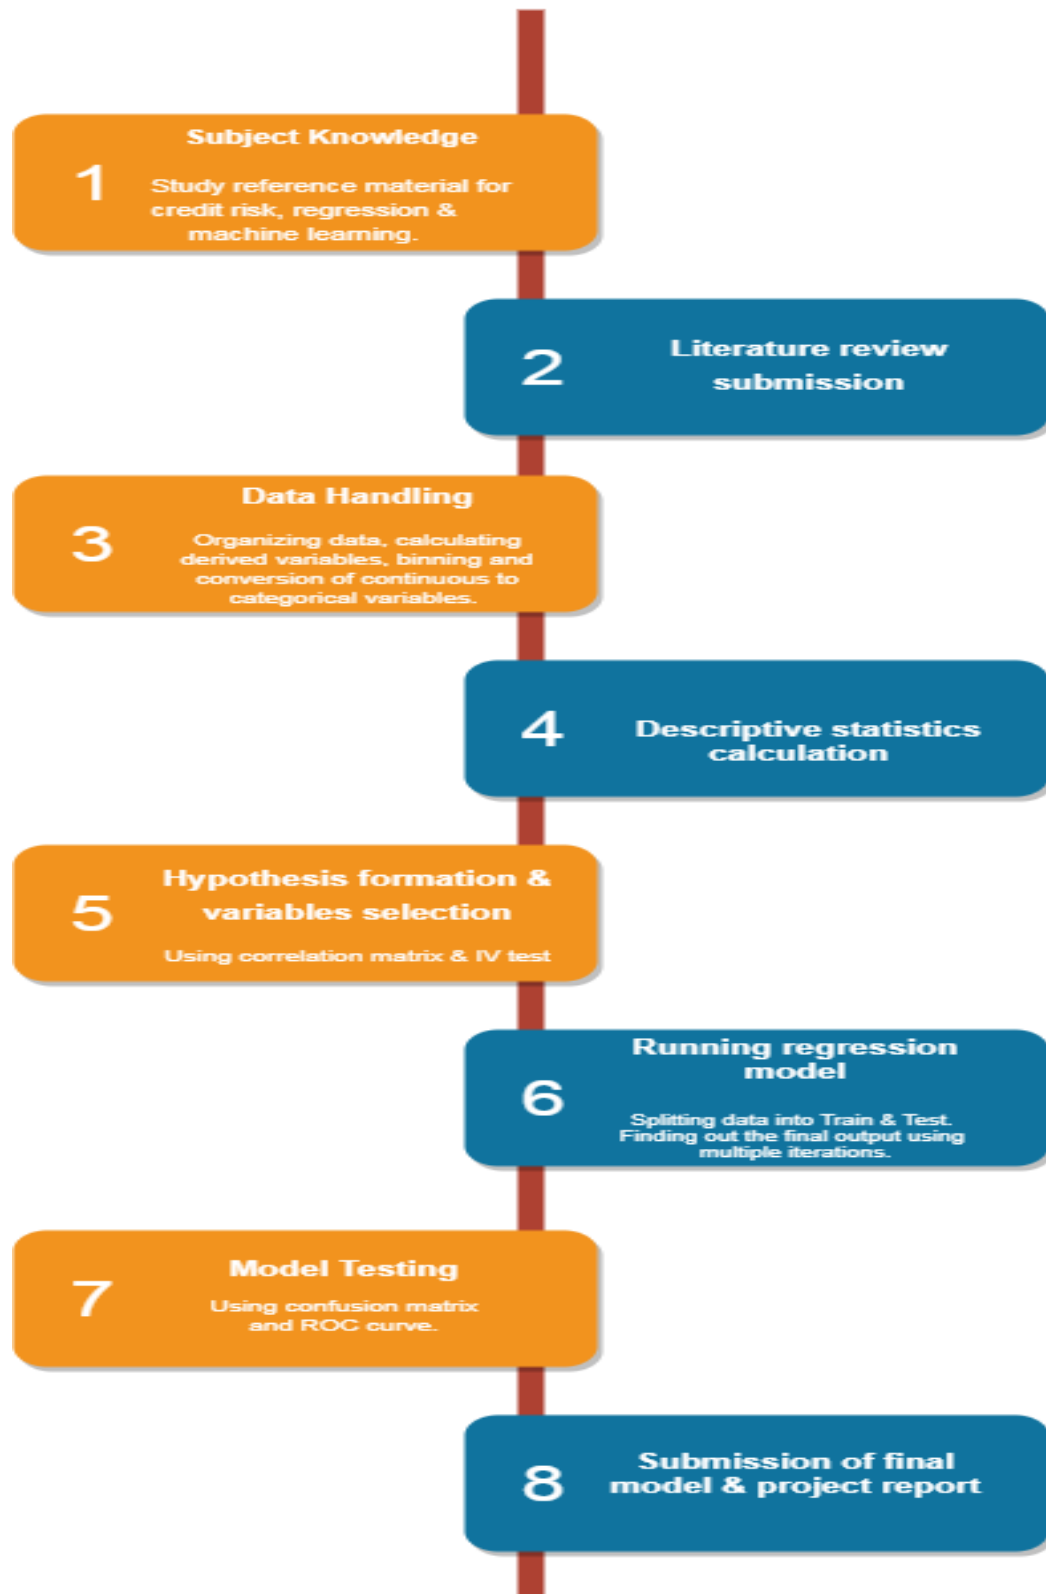 1
Subject Knowledge
Study reference material for
credit risk, regression &
machine learning.
2
Literature review
submission
3
Data Handling
Organizing data, calculating
derived variables, binning and
conversion of continuous to
categorical variables.
4
Descriptive statistics
calculation
5
Hypothesis formation &
variables selection
Using correlation matrix & IV test
6
Running regression
model
Splitting data into Train & Test.
Finding out the final output using
multiple iterations.
7
Model Testing
Using confusion matrix
and ROC curve.
8
Submission of final
model & project report